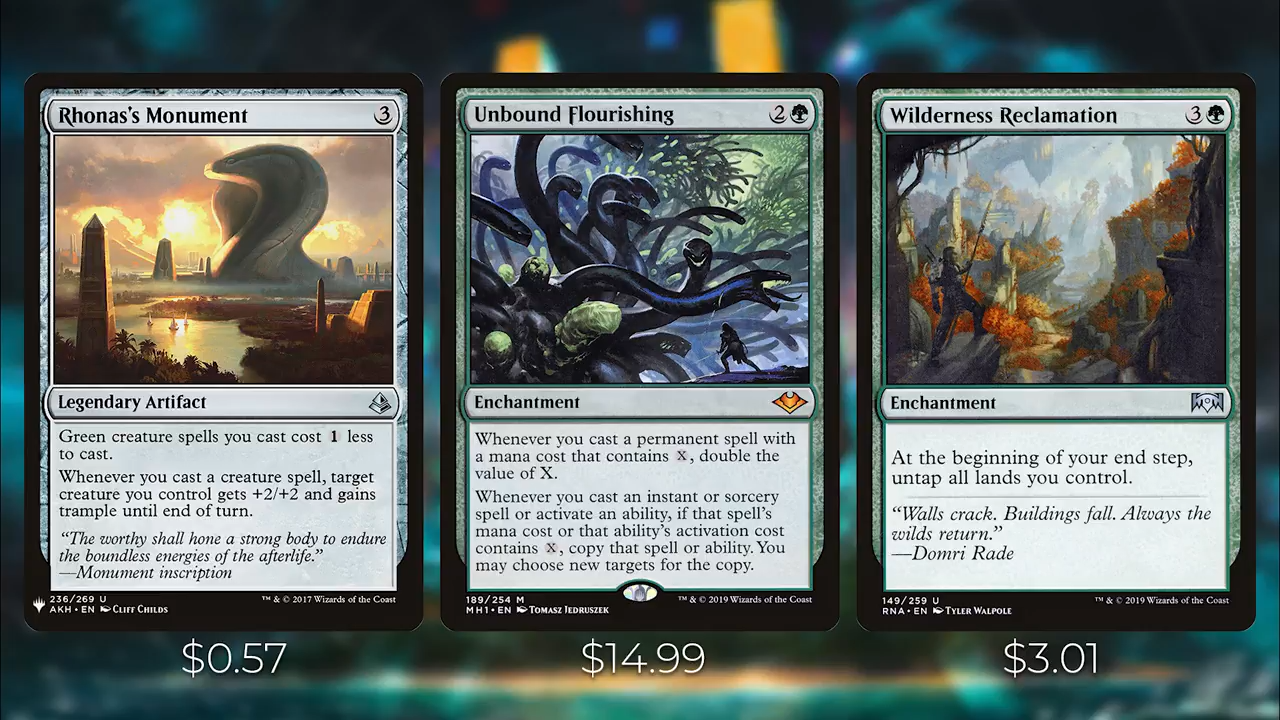 Rhonas's Monument 3
Legendary Artifact
Green creature spells you cast cost 1 less
to cast.
Whenever you cast a creature spell, target
creature you control gets +2/+2 and gains
trample until end of turn.
“The worthy shall hone a strong body to endure
the boundless energies of the afterlife.”
—Monument inscription
236/269 U
AKH • EN Cliff Childs
™ & © 2017 Wizards of the Coast
$0.57
Unbound Flourishing 2
Enchantment
Whenever you cast a permanent spell with
a mana cost that contains X, double the
value of X.
Whenever you cast an instant or sorcery
spell or activate an ability, if that spell's
mana cost or that ability's activation cost
contains X, copy that spell or ability. You
may choose new targets for the copy.
189/254 M
MH1 • EN Tomasz Jedruszek
™ & © 2019 Wizards of the Coast
$14.99
Wilderness Reclamation 3
Enchantment
At the beginning of your end step,
untap all lands you control.
“Walls crack. Buildings fall. Always the
wilds return.”
—Domri Rade
149/259 U
RNA • EN Tyler Walpole
™ & © 2019 Wizards of the Coast
$3.01